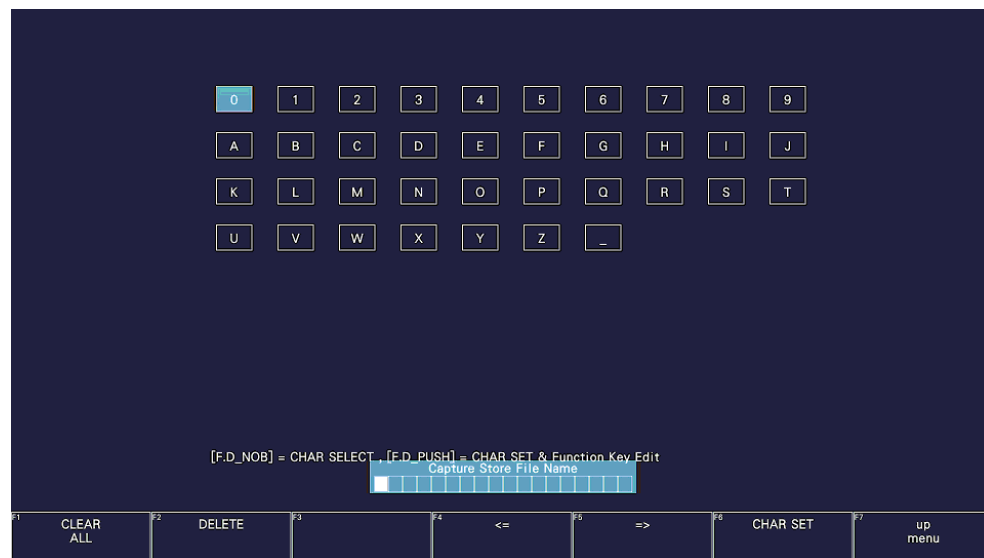 0 1 2 3 4 5 6 7 8 9
A B C D E F G H I J
K L M N O P Q R S T
U V W X Y Z _
[F.D_NOB] = CHAR SELECT , [F.D_PUSH] = CHAR SET & Function Key Edit
Capture Store File Name
F1 CLEAR ALL
F2 DELETE
F3
F4 <=
F5 =>
F6 CHAR SET
F7 up menu